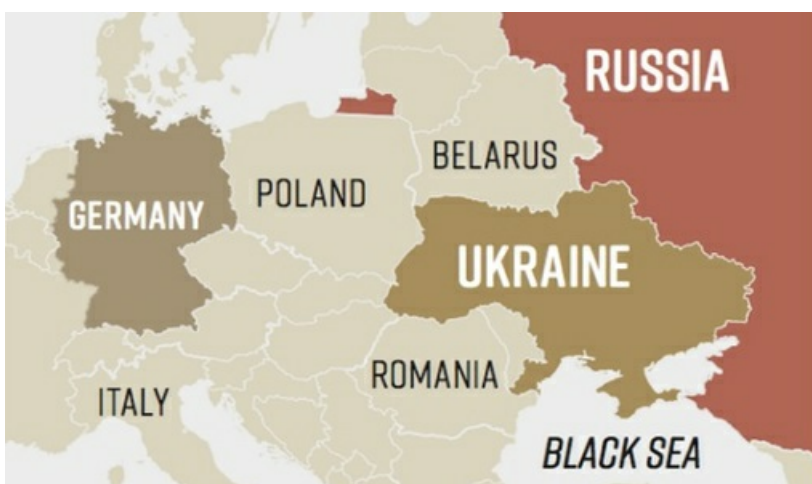 RUSSIA
BELARUS
POLAND
GERMANY
UKRAINE
ROMANIA
ITALY
BLACK SEA